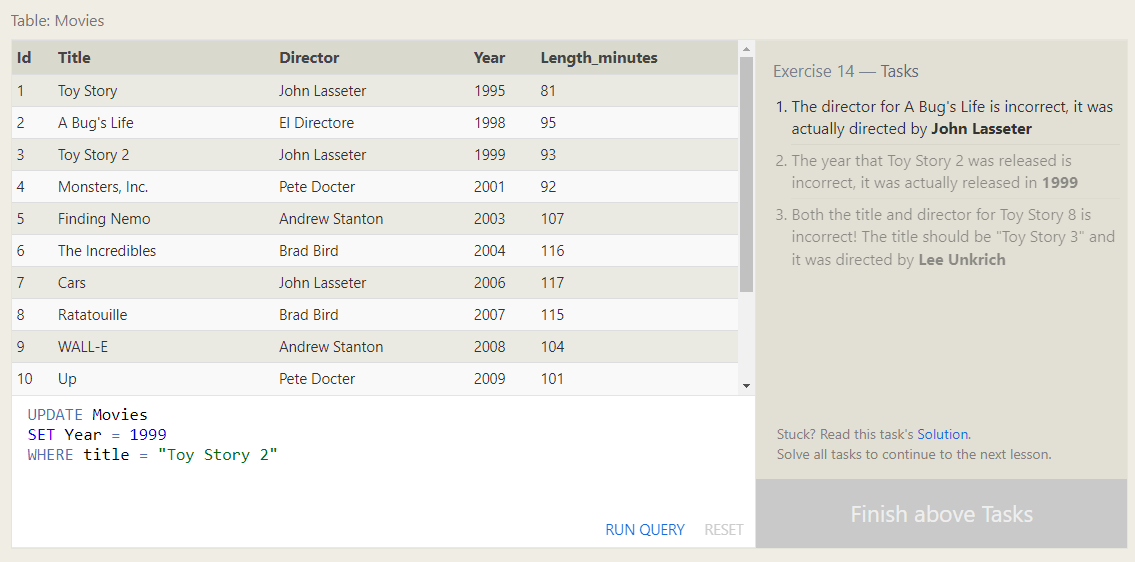 Table: Movies
Id Title Director Year Length_minutes
1 Toy Story John Lasseter 1995 81
2 A Bug's Life El Directore 1998 95
3 Toy Story 2 John Lasseter 1999 93
4 Monsters, Inc. Pete Docter 2001 92
5 Finding Nemo Andrew Stanton 2003 107
6 The Incredibles Brad Bird 2004 116
7 Cars John Lasseter 2006 117
8 Ratatouille Brad Bird 2007 115
9 WALL-E Andrew Stanton 2008 104
10 Up Pete Docter 2009 101
UPDATE Movies
SET Year = 1999
WHERE title = "Toy Story 2"
RUN QUERY RESET
Exercise 14 — Tasks
1. The director for A Bug's Life is incorrect, it was
actually directed by John Lasseter
2. The year that Toy Story 2 was released is
incorrect, it was actually released in 1999
3. Both the title and director for Toy Story 8 is
incorrect! The title should be "Toy Story 3" and
it was directed by Lee Unkrich
Stuck? Read this task's Solution.
Solve all tasks to continue to the next lesson.
Finish above Tasks